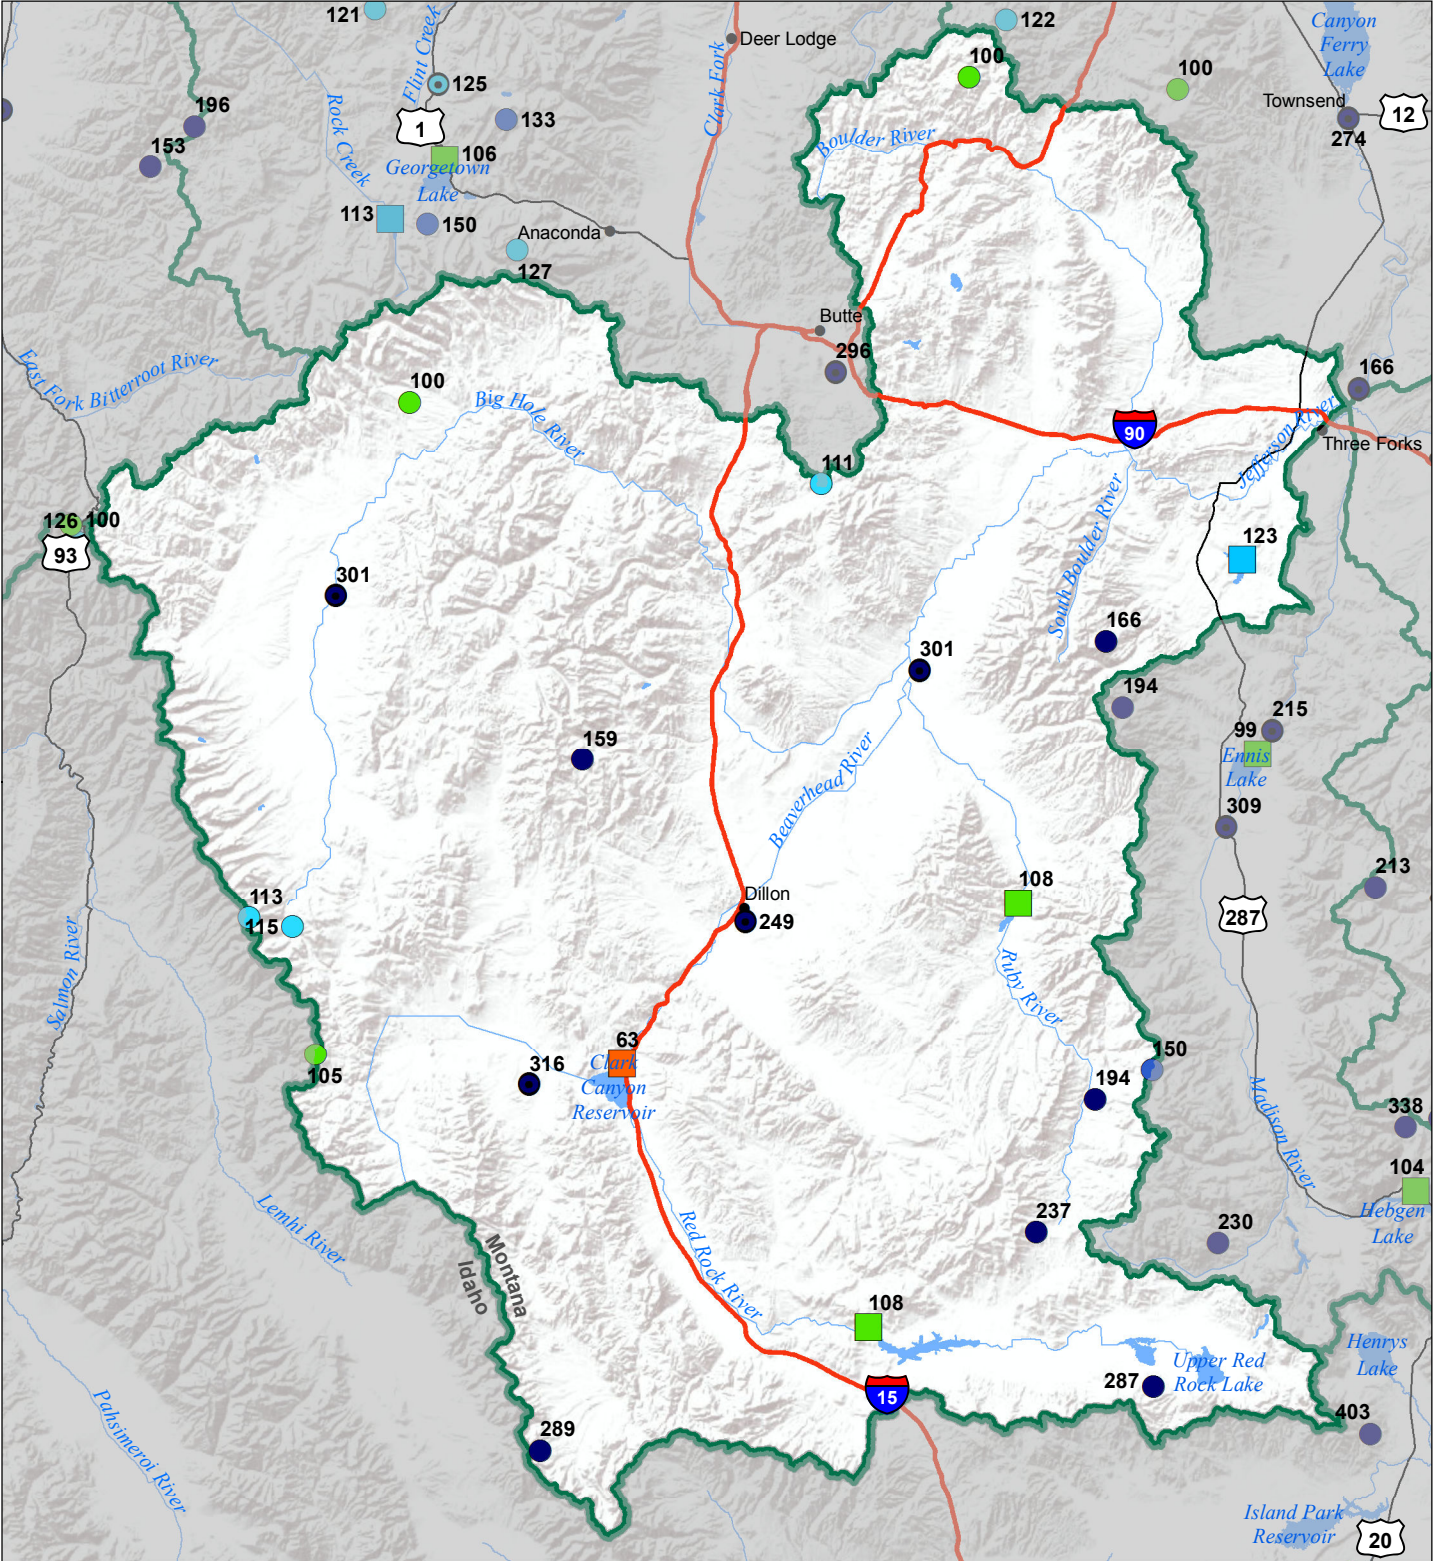 121
Flint Creek
Clark Fork
Deer Lodge
122
Canyon
Ferry
Lake
125
100
100
Townsend
12
196
Rock Creek
1
133
274
153
106
Boulder River
Georgetown
Lake
113
150
Anaconda
127
Butte
296
East Fork Bitterroot River
166
100
Big Hole River
90
Jefferson River
Three Forks
111
126
100
93
South Boulder River
123
301
166
301
194
215
99
Ennis
Lake
159
Beaverhead River
309
213
113
115
Dillon
249
108
287
Salmon River
Ruby River
63
316
Clark
Canyon
Reservoir
105
150
194
Madison River
338
104
Hebgen
Lake
Lemhi River
Montana
Idaho
Red Rock River
237
230
108
Henrys
Lake
Upper Red
Rock Lake
287
15
Pahsimeroi River
289
403
Island Park
Reservoir
20